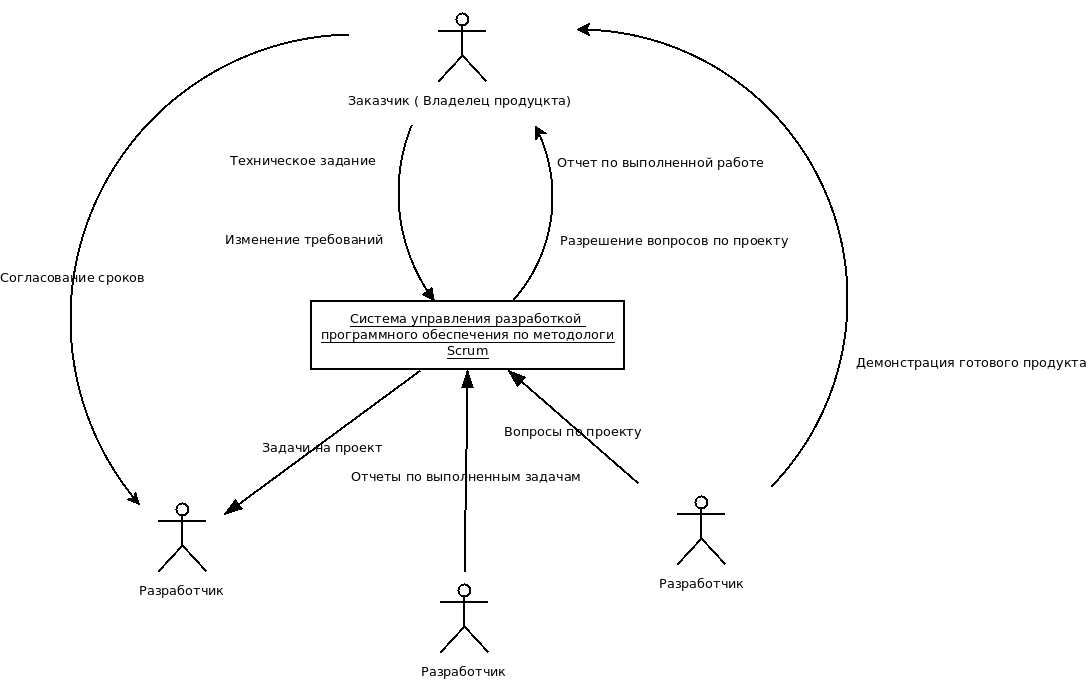 Заказчик ( Владелец продуцкта)
Техническое задание
Отчет по выполненной работе
Изменение требований
Разрешение вопросов по проекту
Согласование сроков
Система управления разработкой
программного обеспечения по методологи
Scrum
Демонстрация готового продукта
Вопросы по проекту
Задачи на проект
Отчеты по выполненным задачам
Разработчик
Разработчик
Разработчик